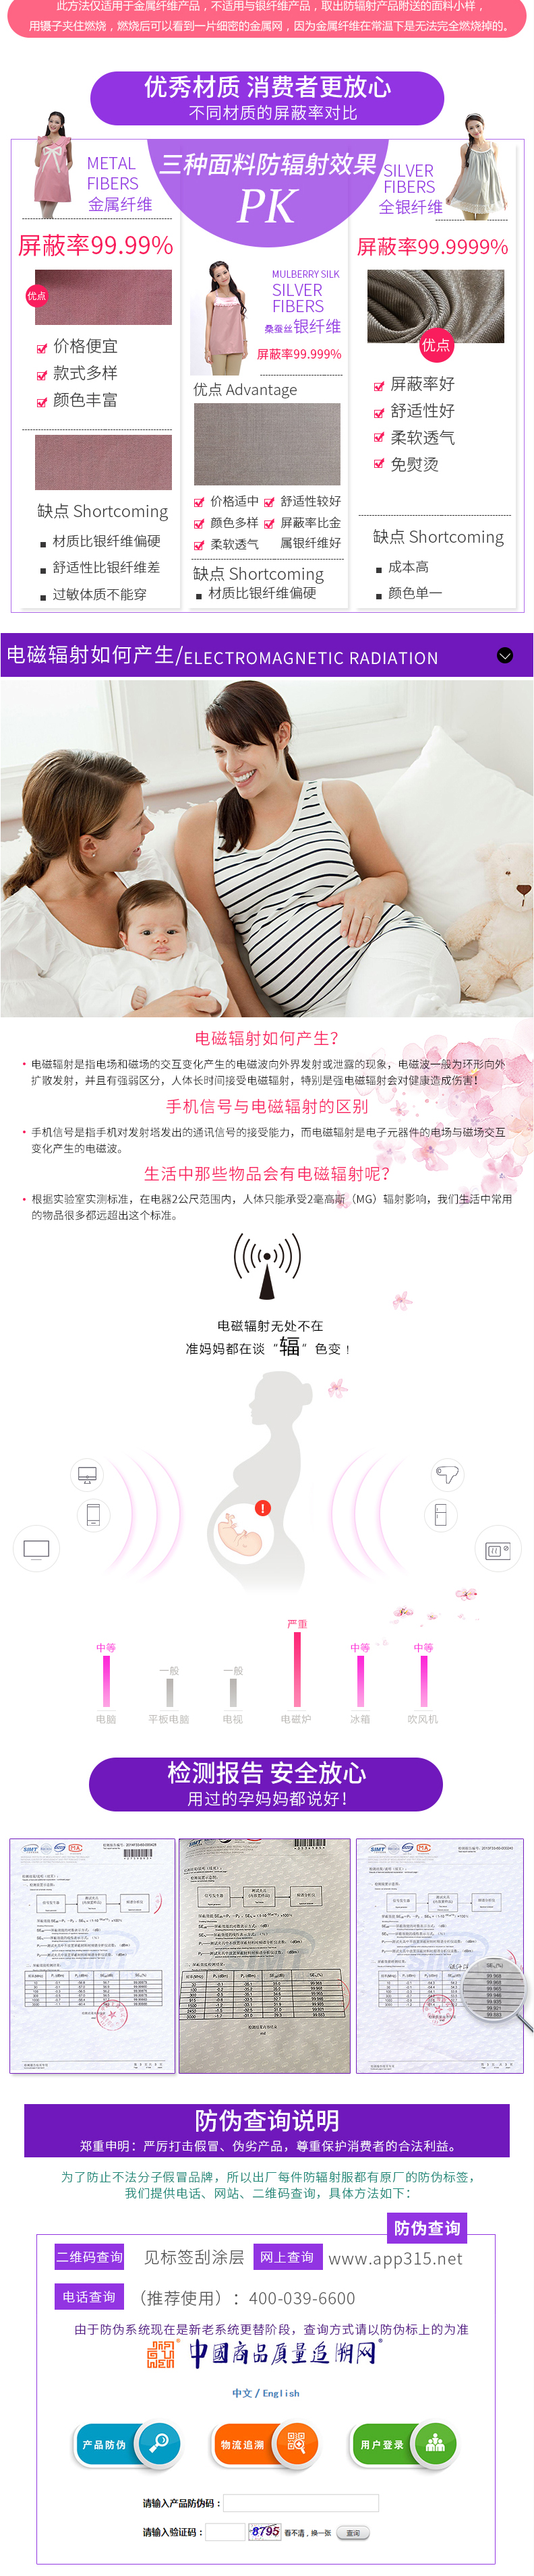 此方法仅适用于金属纤维产品，不适用与银纤维产品，取出防辐射产品附送的面料小样，
用镊子夹住燃烧，燃烧后可以看到一片细密的金属网，因为金属纤维在常温下是无法完全燃烧掉的。
优秀材质 消费者更放心
不同材质的屏蔽率对比
三种面料防辐射效果
PK
METAL
FIBERS
金属纤维
屏蔽率99.99%
优点
价格便宜
款式多样
颜色丰富
缺点 Shortcoming
材质比银纤维偏硬
舒适性比银纤维差
过敏体质不能穿
MULBERRY SILK
SILVER
FIBERS
桑蚕丝银纤维
屏蔽率99.999%
优点 Advantage
价格适中 舒适性较好
颜色多样 屏蔽率比金
柔软透气 属银纤维好
缺点 Shortcoming
材质比银纤维偏硬
SILVER
FIBERS
全银纤维
屏蔽率99.9999%
优点
屏蔽率好
舒适性好
柔软透气
免熨烫
缺点 Shortcoming
成本高
颜色单一
电磁辐射如何产生/ELECTROMAGNETIC RADIATION
电磁辐射如何产生？
电磁辐射是指电场和磁场的交互变化产生的电磁波向外界发射或泄露的现象，电磁波一般为环形向外
扩散发射，并且有强弱区分，人体长时间接受电磁辐射，特别是强电磁辐射会对健康造成伤害！
手机信号与电磁辐射的区别
手机信号是指手机对发射塔发出的通讯信号的接受能力，而电磁辐射是电子元器件的电场与磁场交互
变化产生的电磁波。
生活中那些物品会有电磁辐射呢？
根据实验室实测标准，在电器2公尺范围内，人体只能承受2毫高斯（MG）辐射影响，我们生活中常用
的物品很多都远超出这个标准。
电磁辐射无处不在
准妈妈都在谈“辐”色变！
!
中等 一般 一般 严重 中等 中等
电脑 平板电脑 电视 电磁炉 冰箱 吹风机
检测报告 安全放心
用过的孕妈妈都说好！
防伪查询说明
郑重申明：严厉打击假冒、伪劣产品，尊重保护消费者的合法利益。
为了防止不法分子假冒品牌，所以出厂每件防辐射服都有原厂的防伪标签，
我们提供电话、网站、二维码查询，具体方法如下：
防伪查询
二维码查询 见标签刮涂层 网上查询 www.app315.net
电话查询 （推荐使用）：400-039-6600
由于防伪系统现在是新老系统更替阶段，查询方式请以防伪标上的为准
中國商品质量追溯网
中文 / English
产品防伪 物流追溯 用户登录
请输入产品防伪码：
请输入验证码： 8795 看不清，换一张 查询